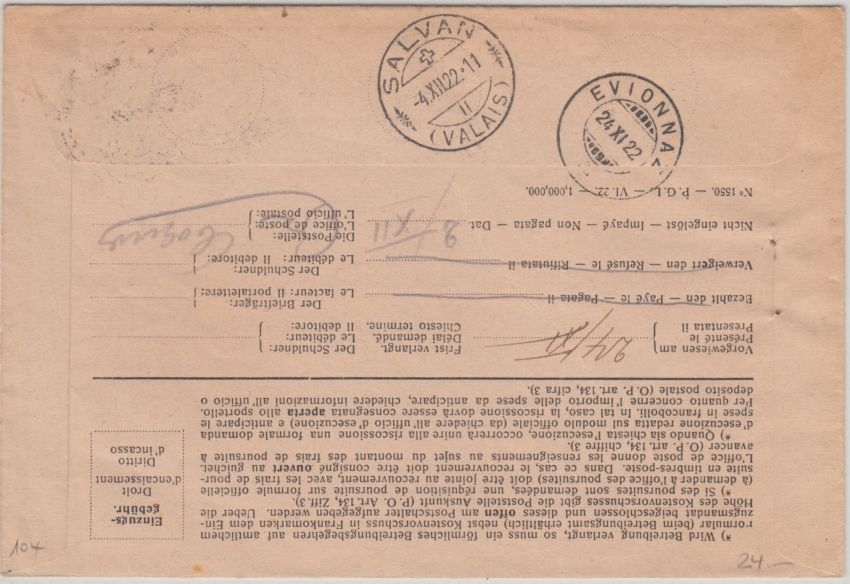 SALVAN
-4.XII.22.-11
(VALAIS)
EVIONNAZ
24 XI 22
104
24.—
*) Wird Betreibung verlangt, so muss ein förmliches Betreibungsbegehren auf amtlichem
Formular (beim Betreibungsamt erhältlich) nebst Kostenvorschuss in Frankomarken dem Ein-
zugsmandat beigeschlossen und dieses offen am Postschalter aufgegeben werden. Ueber die
Höhe des Kostenvorschusses gibt die Poststelle Auskunft (P. O. Art. 134, Ziff. 3).
*) Si des poursuites sont demandées, une réquisition de poursuite sur formule officielle
(à demander à l'office des poursuites) doit être jointe au recouvrement, avec les frais de pour-
suite en timbres-poste. Dans ce cas, le recouvrement doit être consigné ouvert au guichet.
L'office de poste donne les renseignements au sujet du montant des frais de poursuite à
avancer (O. P. art. 134, chiffre 3).
*) Quando sia chiesta l'esecuzione, occorrerà unire alla riscossione una formale domanda
d'esecuzione redatta sul modulo officiale (da chiedere all'ufficio d'esecuzione) e anticipare le
spese in francobolli. In tal caso, la riscossione dovrà essere consegnata aperta allo sportello.
Per quanto concerne l'importo delle spese da anticipare, chiedere informazioni all'ufficio o
deposito postale (O. P. art. 134, cifra 3).
Einzugs-
gebühr.
Droit
d'encaissement
Diritto
d'incasso
Vorgewiesen am
Présenté le
Presentata il
24/XI
Frist verlangt.
Délai demandé.
Chiesto termine.
Der Schuldner:
Le débiteur:
Il debitore:
Bezahlt den — Payé le — Pagata il
Der Briefträger:
Le facteur: Il portalettere:
Verweigert den — Refusé le — Rifiutata il
Der Schuldner:
Le débiteur: Il debitore:
Nicht eingelöst — Impayé — Non pagata — Dat. 2/XII
Die Poststelle:
L'office de poste:
L'ufficio postale:
Nº 1550. — P. G. I. — VI. 22. — 1,000,000.